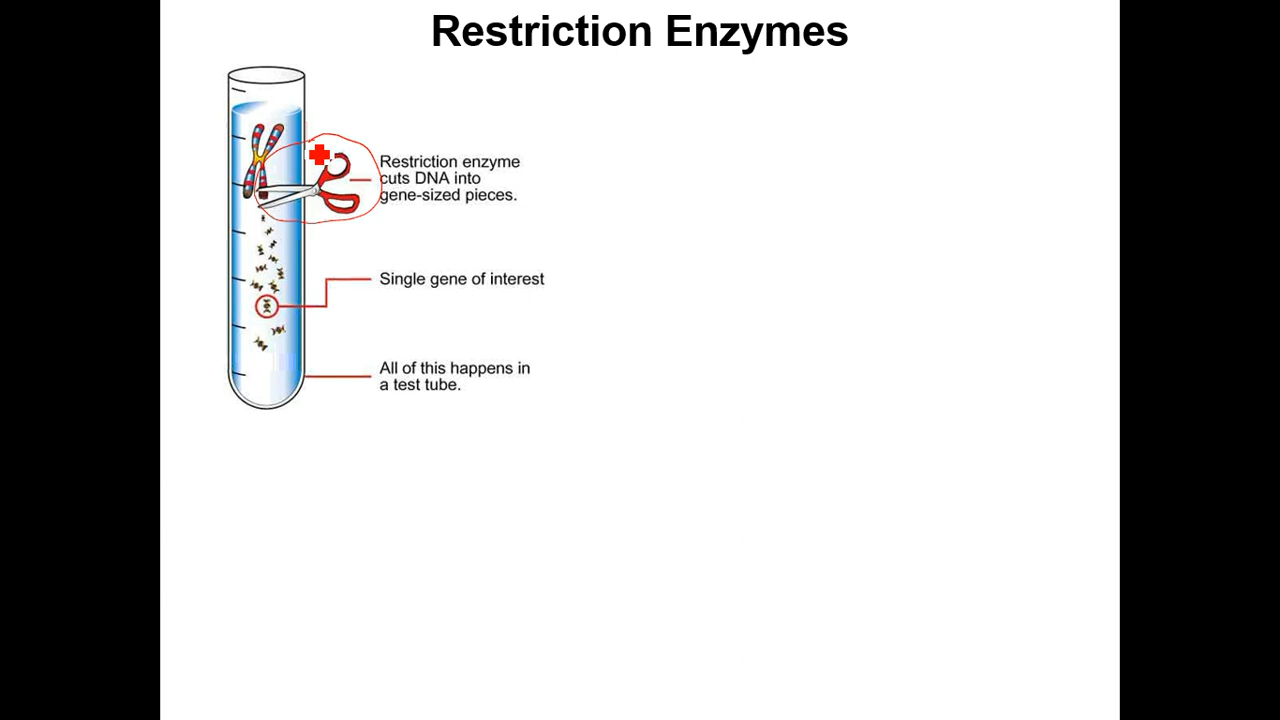 Restriction Enzymes
Restriction enzyme
cuts DNA into
gene-sized pieces.
Single gene of interest
All of this happens in
a test tube.